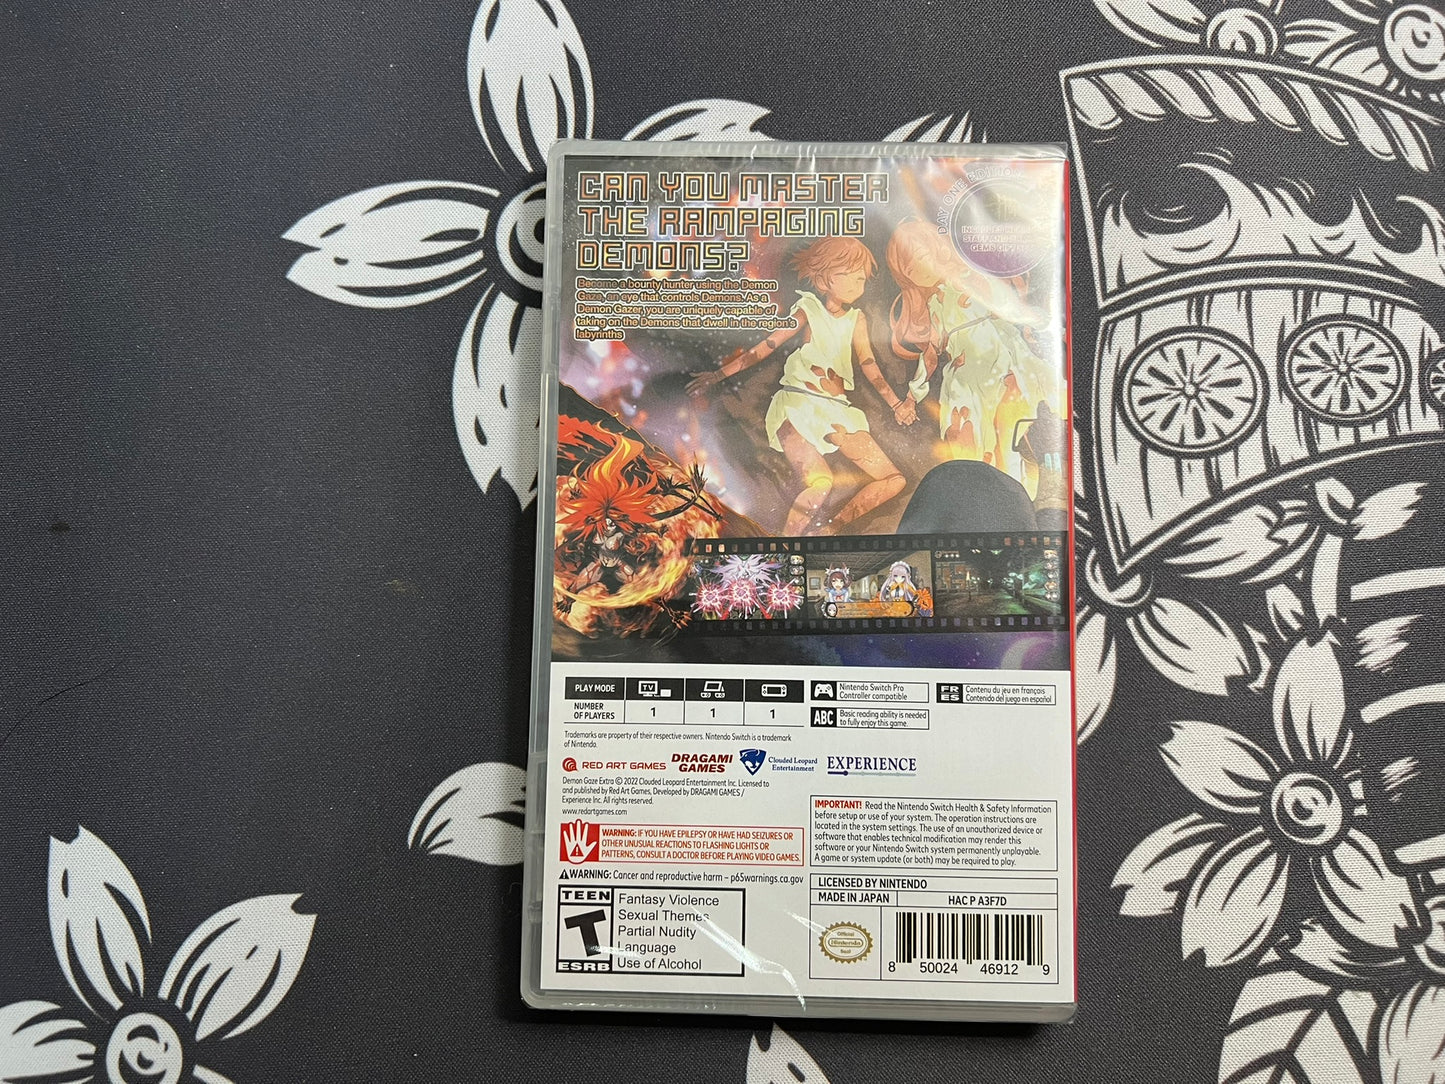 CAN YOU MASTER
THE RAMPAGING
DEMONS?
Become a bounty hunter using the Demon
Gaze, an eye that controls Demons. As a
Demon Gazer, you are uniquely capable of
taking on the Demons that dwell in the region's
labyrinths
DAY ONE EDITION
PLAY MODE
TV
NUMBER
OF PLAYERS
1 1 1
Nintendo Switch Pro
Controller compatible
FR
ES
Contenu du jeu en français
Contenido del juego en español
ABC
Basic reading ability is needed
to fully enjoy this game.
Trademarks are property of their respective owners. Nintendo Switch is a trademark
of Nintendo.
RED ART GAMES
DRAGAMI
GAMES
Clouded Leopard
Entertainment
EXPERIENCE
Demon Gaze Extra © 2022 Clouded Leopard Entertainment Inc. Licensed to
and published by Red Art Games, Developed by DRAGAMI GAMES /
Experience Inc. All rights reserved.
www.redartgames.com
WARNING: IF YOU HAVE EPILEPSY OR HAVE HAD SEIZURES OR
OTHER UNUSUAL REACTIONS TO FLASHING LIGHTS OR
PATTERNS, CONSULT A DOCTOR BEFORE PLAYING VIDEO GAMES.
WARNING: Cancer and reproductive harm – p65warnings.ca.gov
TEEN
T
ESRB
Fantasy Violence
Sexual Themes
Partial Nudity
Language
Use of Alcohol
IMPORTANT! Read the Nintendo Switch Health & Safety Information
before setup or use of your system. The operation instructions are
located in the system settings. The use of an unauthorized device or
software that enables technical modification may render this
software or your Nintendo Switch system permanently unplayable.
A game or system update (or both) may be required to play.
LICENSED BY NINTENDO
MADE IN JAPAN
HAC P A3F7D
Official
Nintendo
Seal
8 50024 46912 9